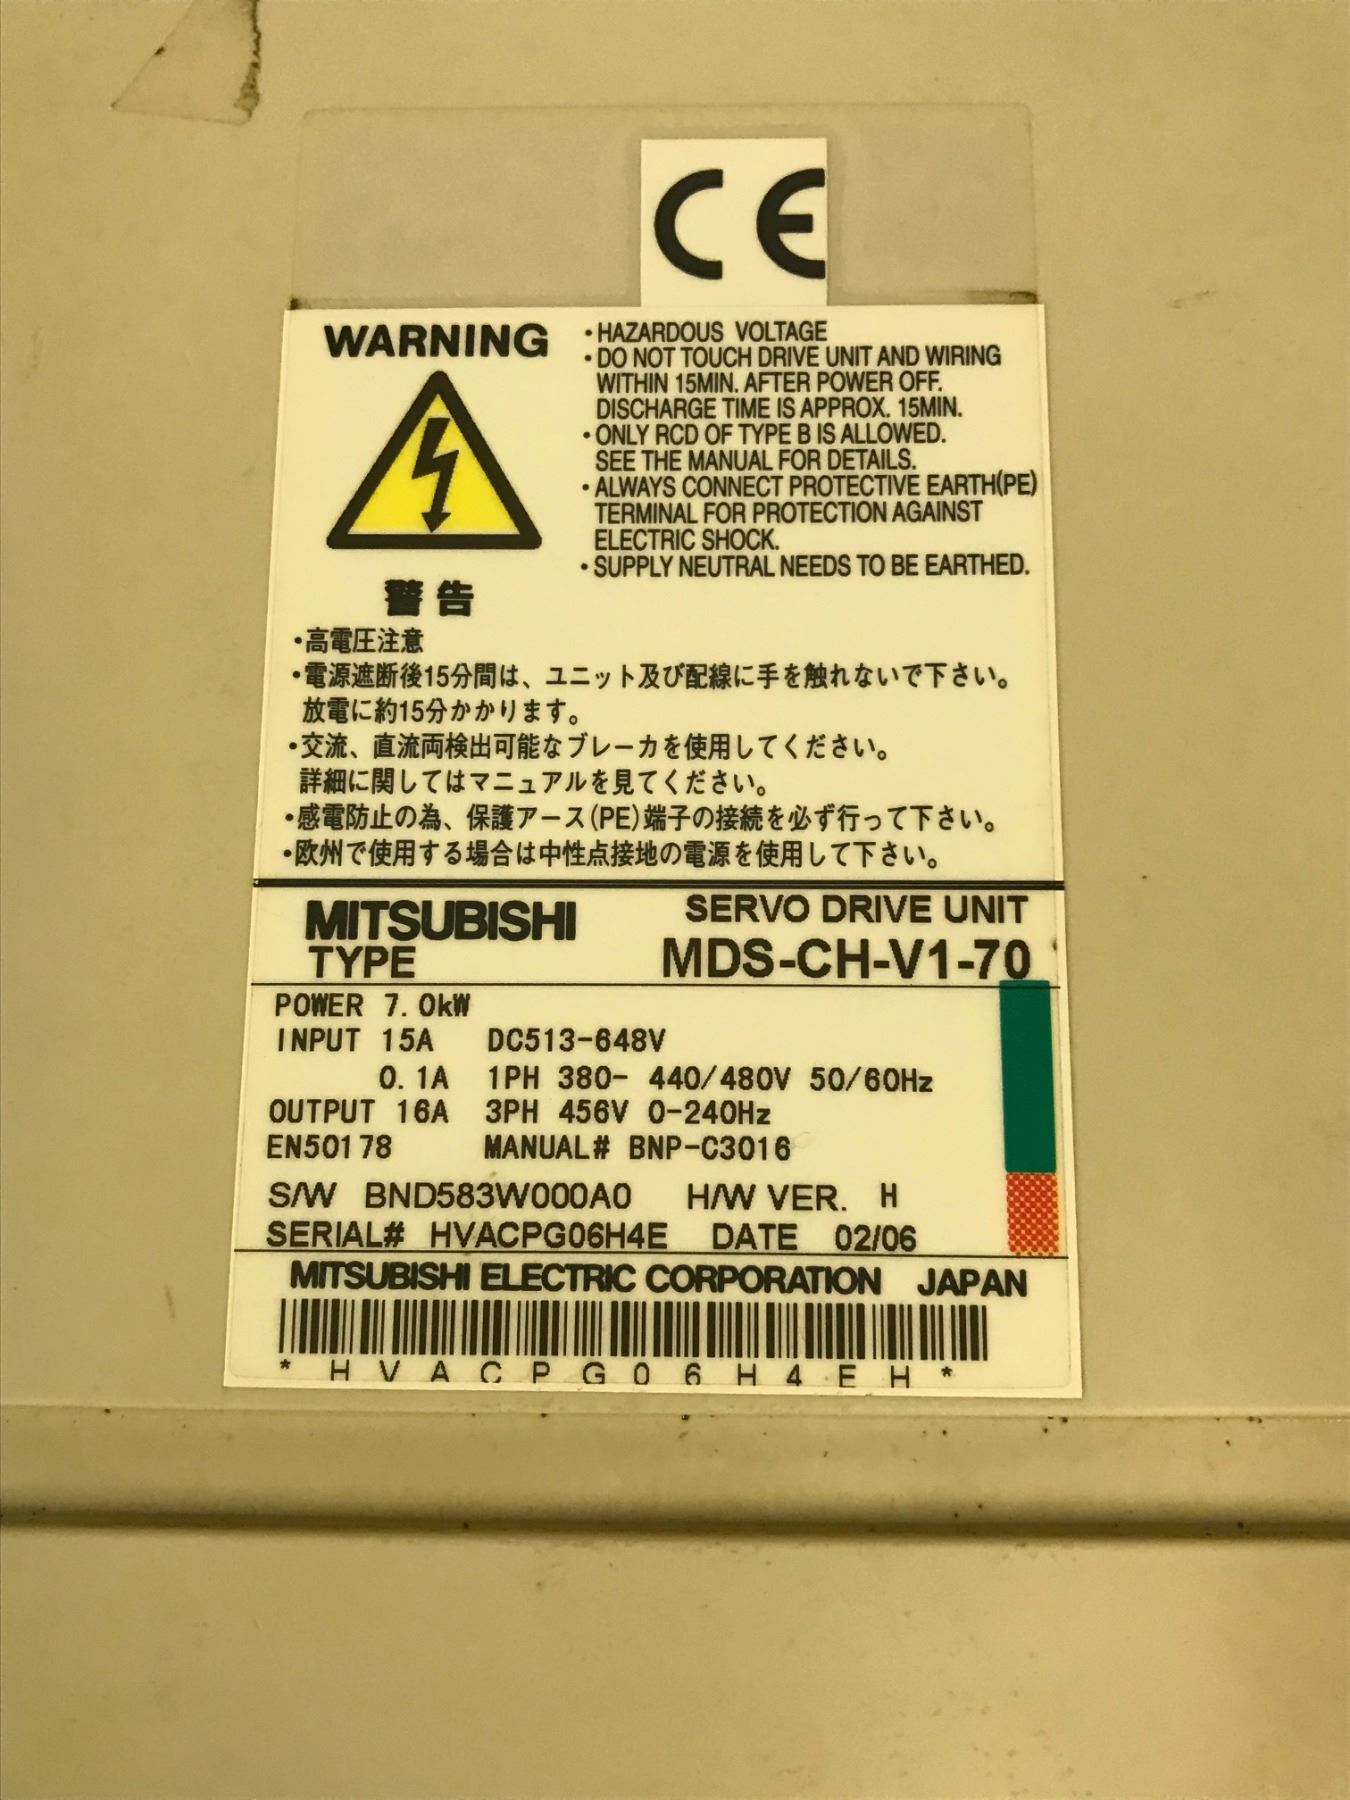 CE
WARNING
・HAZARDOUS VOLTAGE
・DO NOT TOUCH DRIVE UNIT AND WIRING
WITHIN 15MIN. AFTER POWER OFF.
DISCHARGE TIME IS APPROX. 15MIN.
・ONLY RCD OF TYPE B IS ALLOWED.
SEE THE MANUAL FOR DETAILS.
・ALWAYS CONNECT PROTECTIVE EARTH(PE)
TERMINAL FOR PROTECTION AGAINST
ELECTRIC SHOCK.
・SUPPLY NEUTRAL NEEDS TO BE EARTHED.
警告
・高電圧注意
・電源遮断後15分間は、ユニット及び配線に手を触れないで下さい。
放電に約15分かかります。
・交流、直流両検出可能なブレーカを使用してください。
詳細に関してはマニュアルを見てください。
・感電防止の為、保護アース(PE)端子の接続を必ず行って下さい。
・欧州で使用する場合は中性点接地の電源を使用して下さい。
MITSUBISHI SERVO DRIVE UNIT
TYPE MDS-CH-V1-70
POWER 7.0kW
INPUT 15A DC513-648V
0.1A 1PH 380- 440/480V 50/60Hz
OUTPUT 16A 3PH 456V 0-240Hz
EN50178 MANUAL# BNP-C3016
S/W BND583W000A0 H/W VER. H
SERIAL# HVACPG06H4E DATE 02/06
MITSUBISHI ELECTRIC CORPORATION JAPAN
*HVACPG06H4EH*